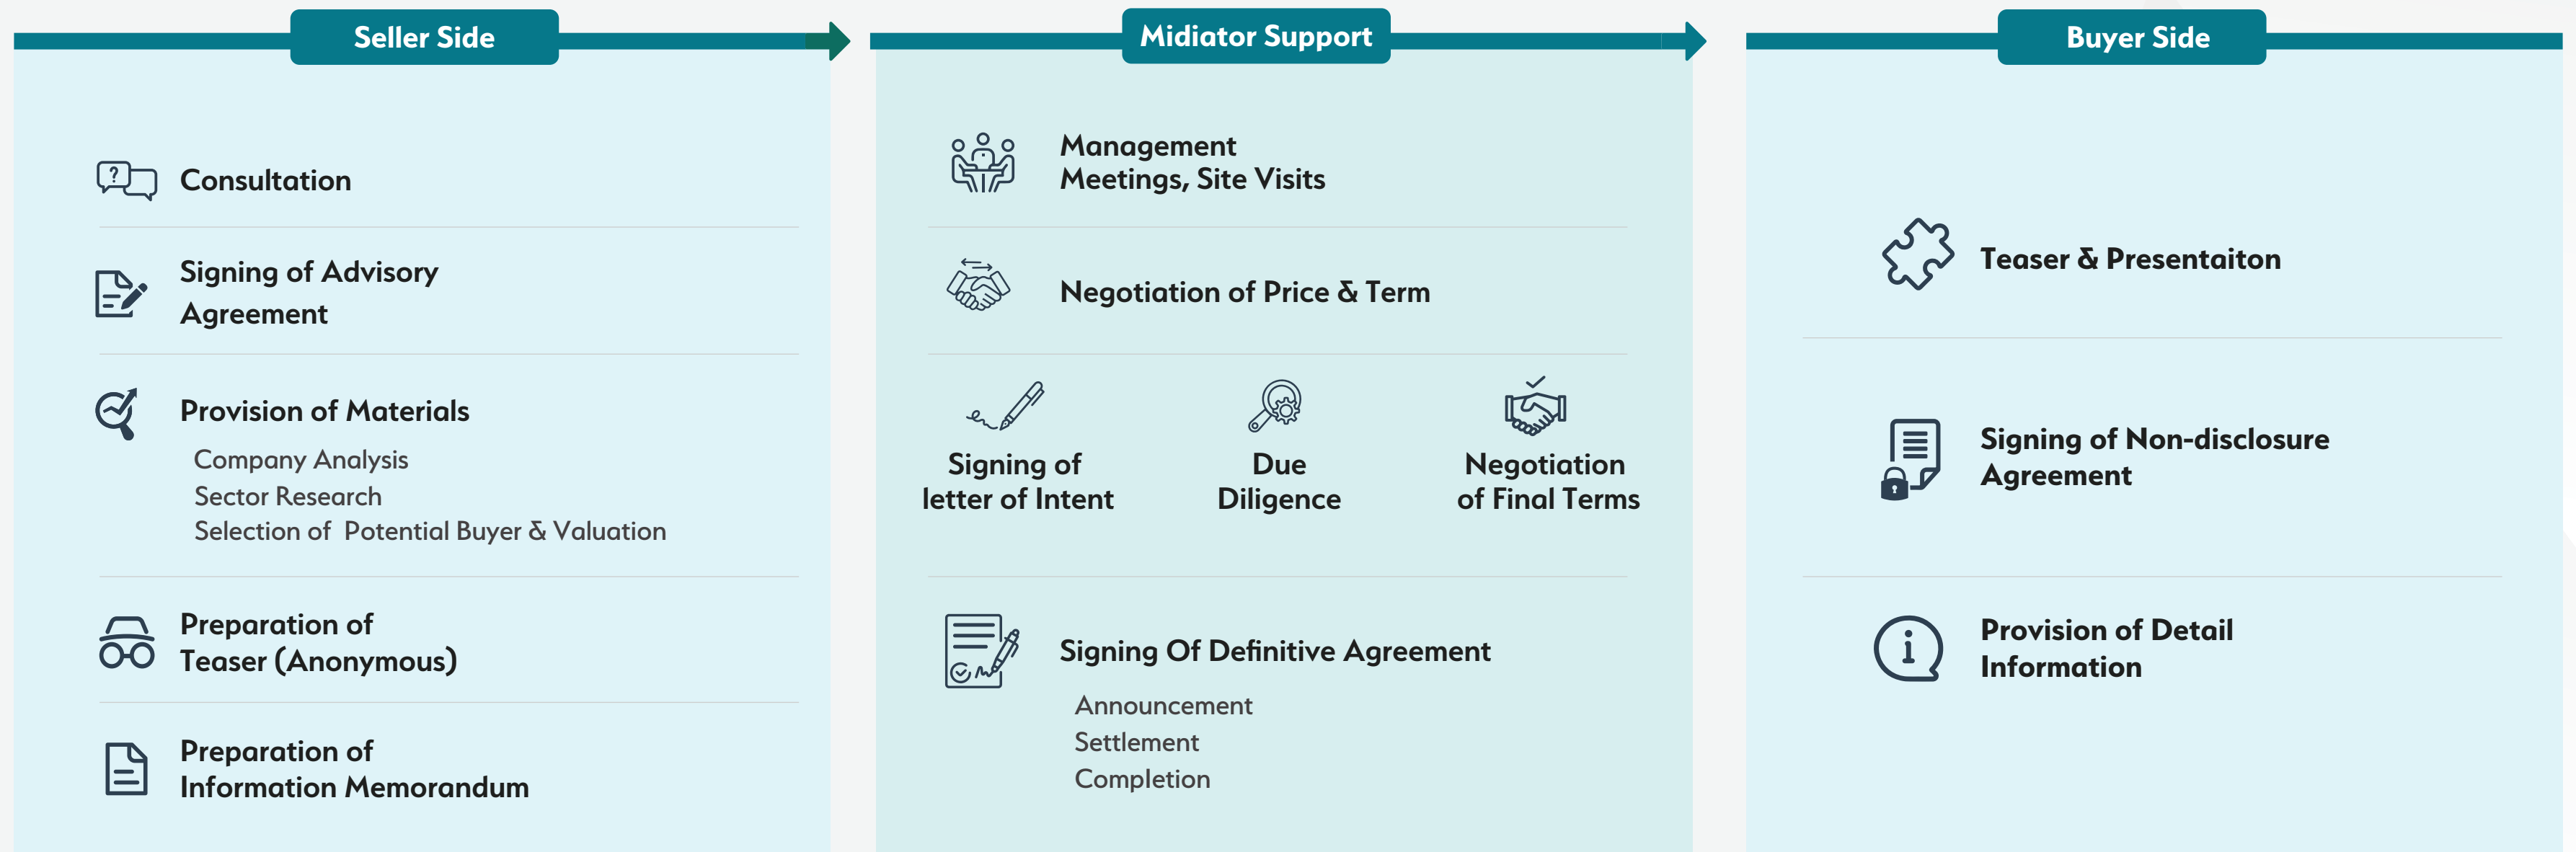 Seller Side
Consultation
Signing of Advisory
Agreement
Provision of Materials
Company Analysis
Sector Research
Selection of Potential Buyer & Valuation
Preparation of
Teaser (Anonymous)
Preparation of
Information Memorandum
Midiator Support
Management
Meetings, Site Visits
Negotiation of Price & Term
Signing of
letter of Intent
Due
Diligence
Negotiation
of Final Terms
Signing Of Definitive Agreement
Announcement
Settlement
Completion
Buyer Side
Teaser & Presentaiton
Signing of Non-disclosure
Agreement
Provision of Detail
Information